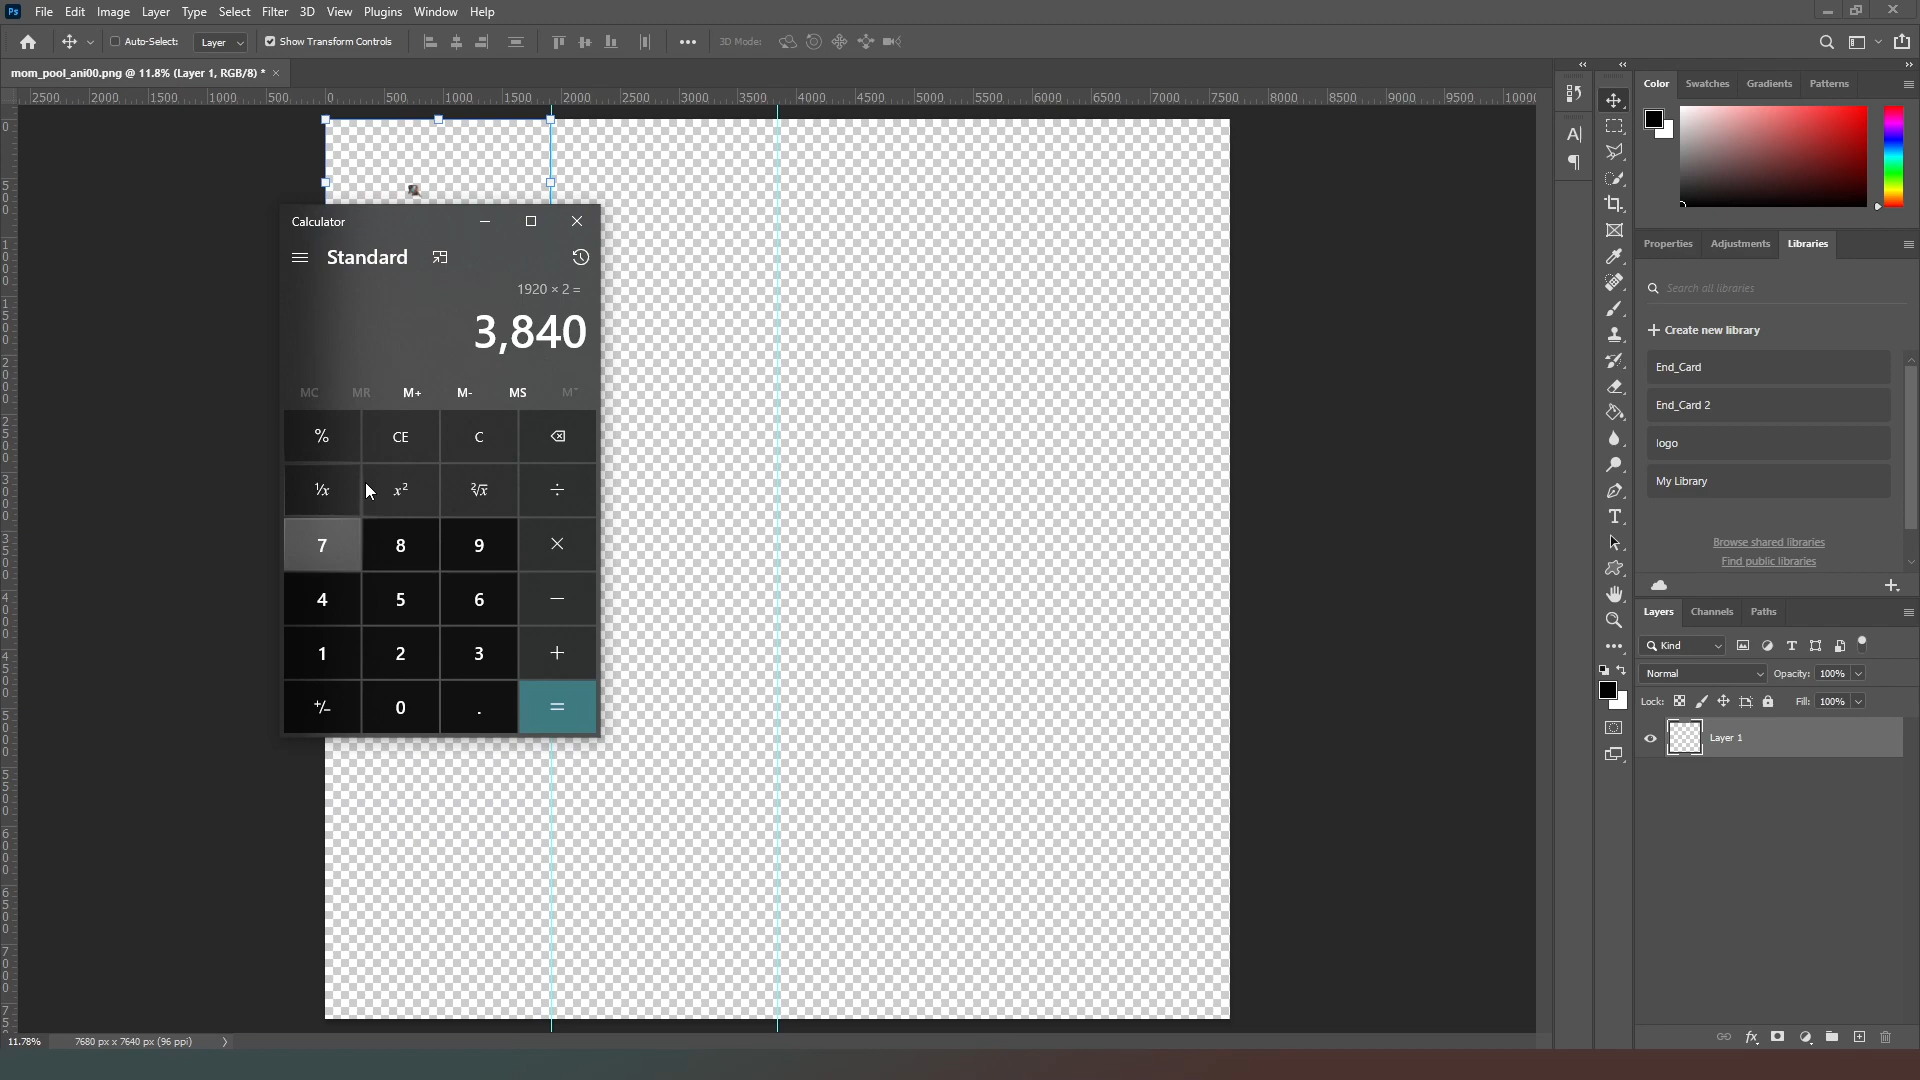 Ps File Edit Image Layer Type Select Filter 3D View Plugins Window Help
Auto-Select: Layer Show Transform Controls 3D Mode:
mom_pool_ani00.png @ 11.8% (Layer 1, RGB/8) *
2500 2000 1500 1000 500 0 500 1000 1500 2000 2500 3000 3500 4000 4500 5000 5500 6000 6500 7000 7500 8000 8500 9000 9500 1000
Calculator
Standard
1920 × 2 =
3,840
MC MR M+ M- MS M
% CE C
1/x x2 2√x ÷
7 8 9 ×
4 5 6 −
1 2 3 +
+/- 0 . =
Color Swatches Gradients Patterns
Properties Adjustments Libraries
Search all libraries
+ Create new library
End_Card
End_Card 2
logo
My Library
Browse shared libraries
Find public libraries
Layers Channels Paths
Kind
Normal Opacity: 100%
Lock: Fill: 100%
Layer 1
11.78% 7680 px x 7640 px (96 ppi)